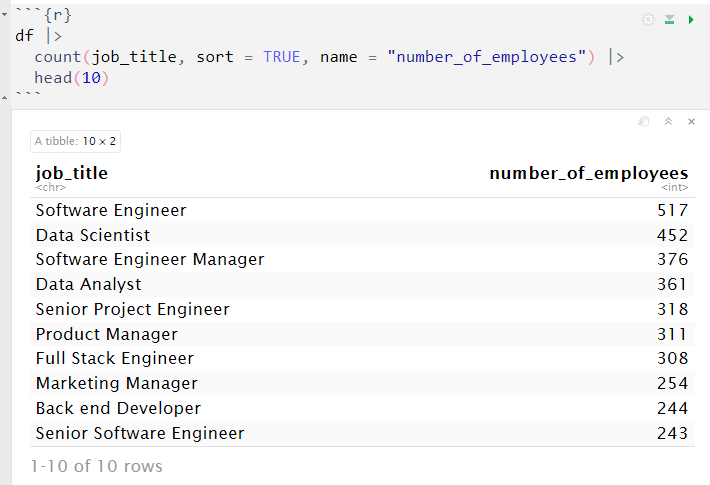 ```{r}
df |>
  count(job_title, sort = TRUE, name = "number_of_employees") |>
  head(10)
```
A tibble: 10 × 2
job_title number_of_employees
<chr> <int>
Software Engineer 517
Data Scientist 452
Software Engineer Manager 376
Data Analyst 361
Senior Project Engineer 318
Product Manager 311
Full Stack Engineer 308
Marketing Manager 254
Back end Developer 244
Senior Software Engineer 243
1-10 of 10 rows